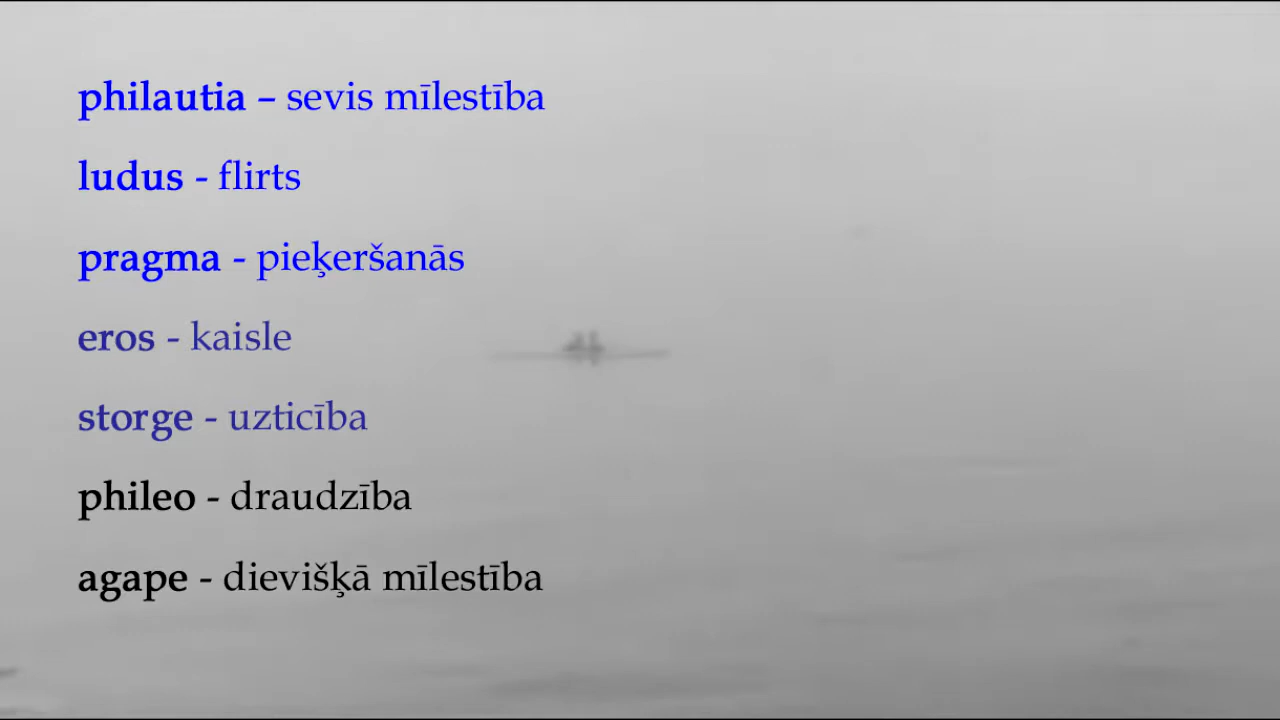 philautia – sevis mīlestība
ludus - flirts
pragma - pieķeršanās
eros - kaisle
storge - uzticība
phileo - draudzība
agape - dievišķā mīlestība